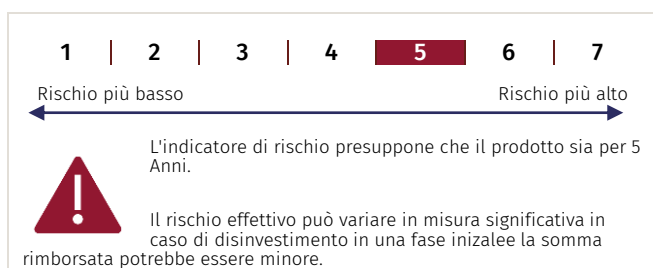 1 2 3 4 5 6 7
Rischio più basso Rischio più alto
L'indicatore di rischio presuppone che il prodotto sia per 5
Anni.
Il rischio effettivo può variare in misura significativa in
caso di disinvestimento in una fase inizalee la somma
rimborsata potrebbe essere minore.